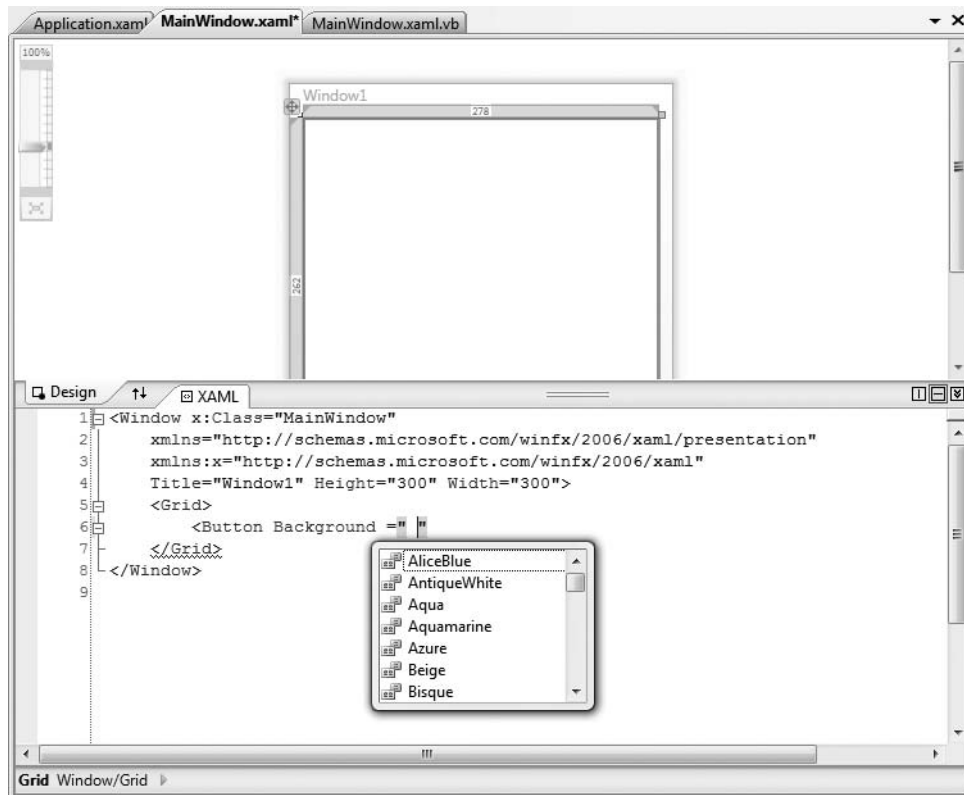 Application.xaml MainWindow.xaml* MainWindow.xaml.vb
100%
Window1
278
262
Design XAML
1 <Window x:Class="MainWindow"
2 xmlns="http://schemas.microsoft.com/winfx/2006/xaml/presentation"
3 xmlns:x="http://schemas.microsoft.com/winfx/2006/xaml"
4 Title="Window1" Height="300" Width="300">
5 <Grid>
6 <Button Background =" "
7 </Grid>
8 </Window>
9
AliceBlue
AntiqueWhite
Aqua
Aquamarine
Azure
Beige
Bisque
Grid Window/Grid